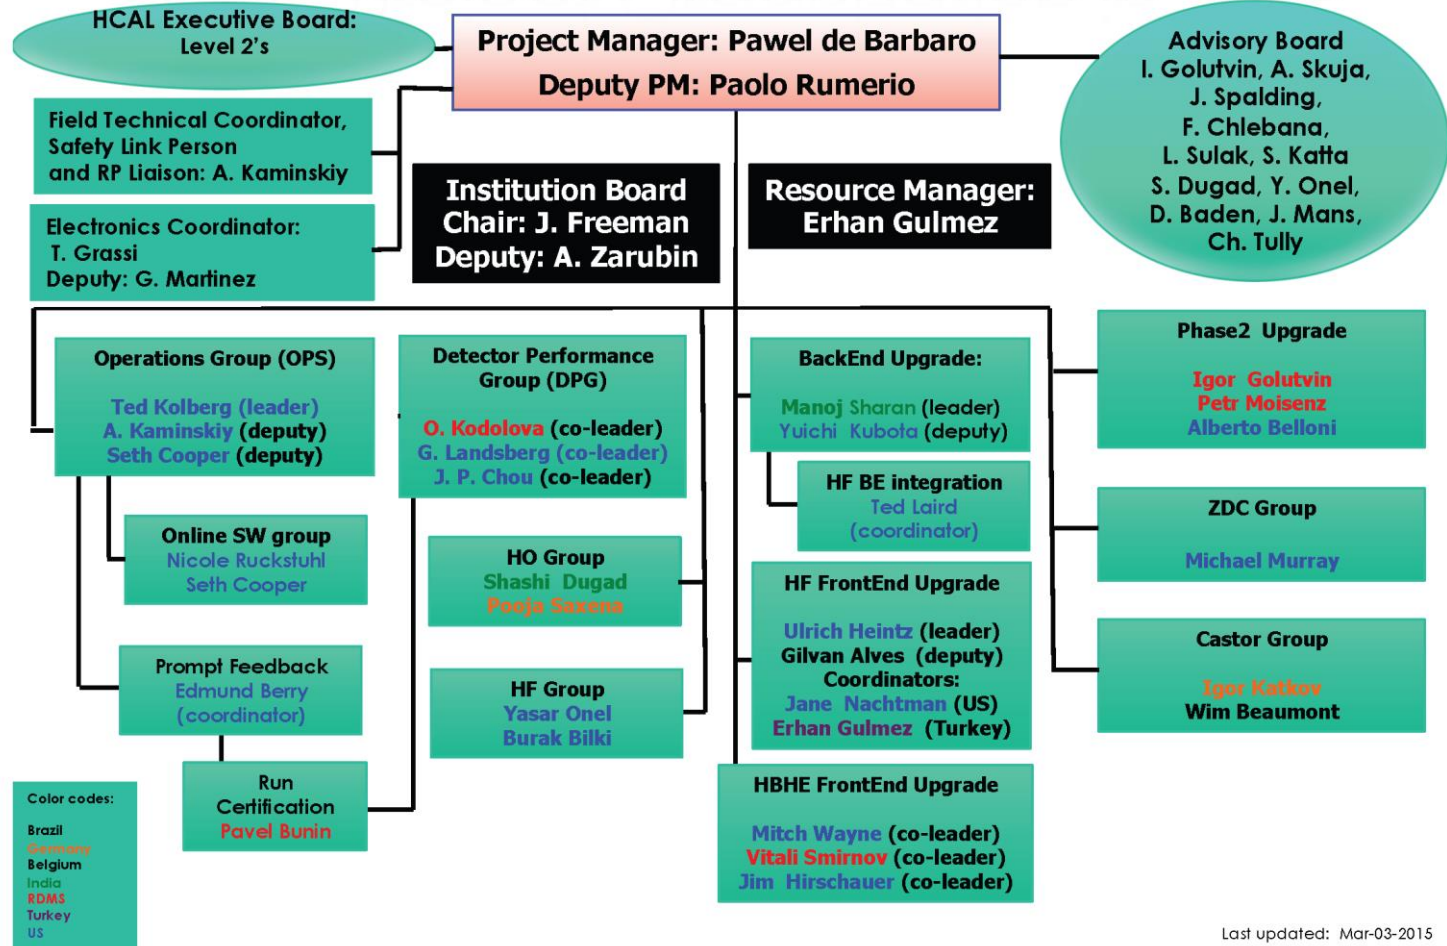 HCAL Executive Board:
Level 2's
Project Manager: Pawel de Barbaro
Deputy PM: Paolo Rumerio
Advisory Board
I. Golutvin, A. Skuja,
J. Spalding,
F. Chlebana,
L. Sulak, S. Katta
S. Dugad, Y. Onel,
D. Baden, J. Mans,
Ch. Tully
Field Technical Coordinator,
Safety Link Person
and RP Liaison: A. Kaminskiy
Electronics Coordinator:
T. Grassi
Deputy: G. Martinez
Institution Board
Chair: J. Freeman
Deputy: A. Zarubin
Resource Manager:
Erhan Gulmez
Operations Group (OPS)
Ted Kolberg (leader)
A. Kaminskiy (deputy)
Seth Cooper (deputy)
Detector Performance
Group (DPG)
O. Kodolova (co-leader)
G. Landsberg (co-leader)
J. P. Chou (co-leader)
BackEnd Upgrade:
Manoj Sharan (leader)
Yuichi Kubota (deputy)
Phase2 Upgrade
Igor Golutvin
Petr Moisenz
Alberto Belloni
HF BE integration
Ted Laird
(coordinator)
Online SW group
Nicole Ruckstuhl
Seth Cooper
HO Group
Shashi Dugad
Pooja Saxena
ZDC Group
Michael Murray
HF FrontEnd Upgrade
Ulrich Heintz (leader)
Gilvan Alves (deputy)
Coordinators:
Jane Nachtman (US)
Erhan Gulmez (Turkey)
Prompt Feedback
Edmund Berry
(coordinator)
HF Group
Yasar Onel
Burak Bilki
Castor Group
Igor Katkov
Wim Beaumont
Run
Certification
Pavel Bunin
HBHE FrontEnd Upgrade
Mitch Wayne (co-leader)
Vitali Smirnov (co-leader)
Jim Hirschauer (co-leader)
Color codes:
Brazil
Germany
Belgium
India
RDMS
Turkey
US
Last updated: Mar-03-2015